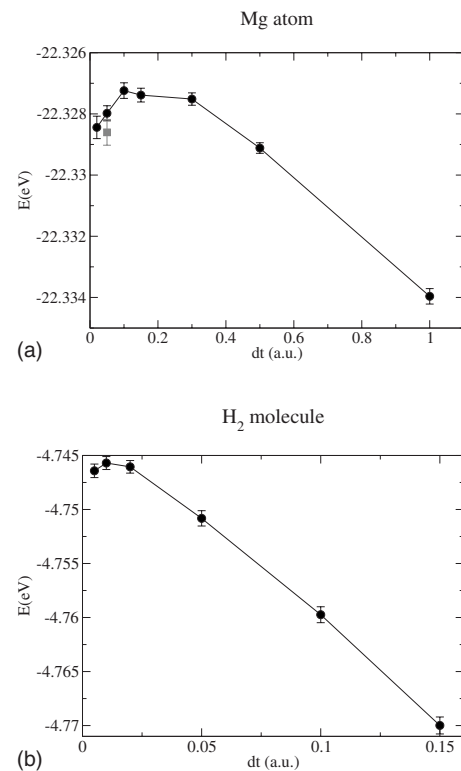 Mg atom
-22.326
-22.328
-22.33
-22.332
-22.334
E(eV)
0
0.2
0.4
0.6
0.8
1
dt (a.u.)
(a)
H2 molecule
-4.745
-4.75
-4.755
-4.76
-4.765
-4.77
E(eV)
0
0.05
0.1
0.15
dt (a.u.)
(b)